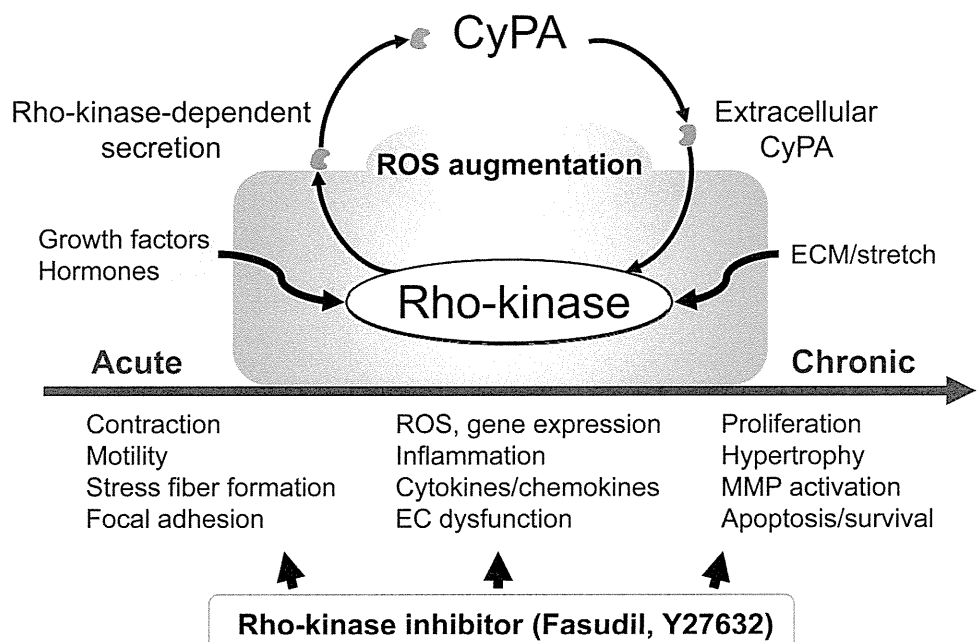 CyPA
Rho-kinase-dependent
secretion
Extracellular
CyPA
ROS augmentation
Growth factors
Hormones
ECM/stretch
Rho-kinase
Acute
Chronic
Contraction
Motility
Stress fiber formation
Focal adhesion
ROS, gene expression
Inflammation
Cytokines/chemokines
EC dysfunction
Proliferation
Hypertrophy
MMP activation
Apoptosis/survival
Rho-kinase inhibitor (Fasudil, Y27632)